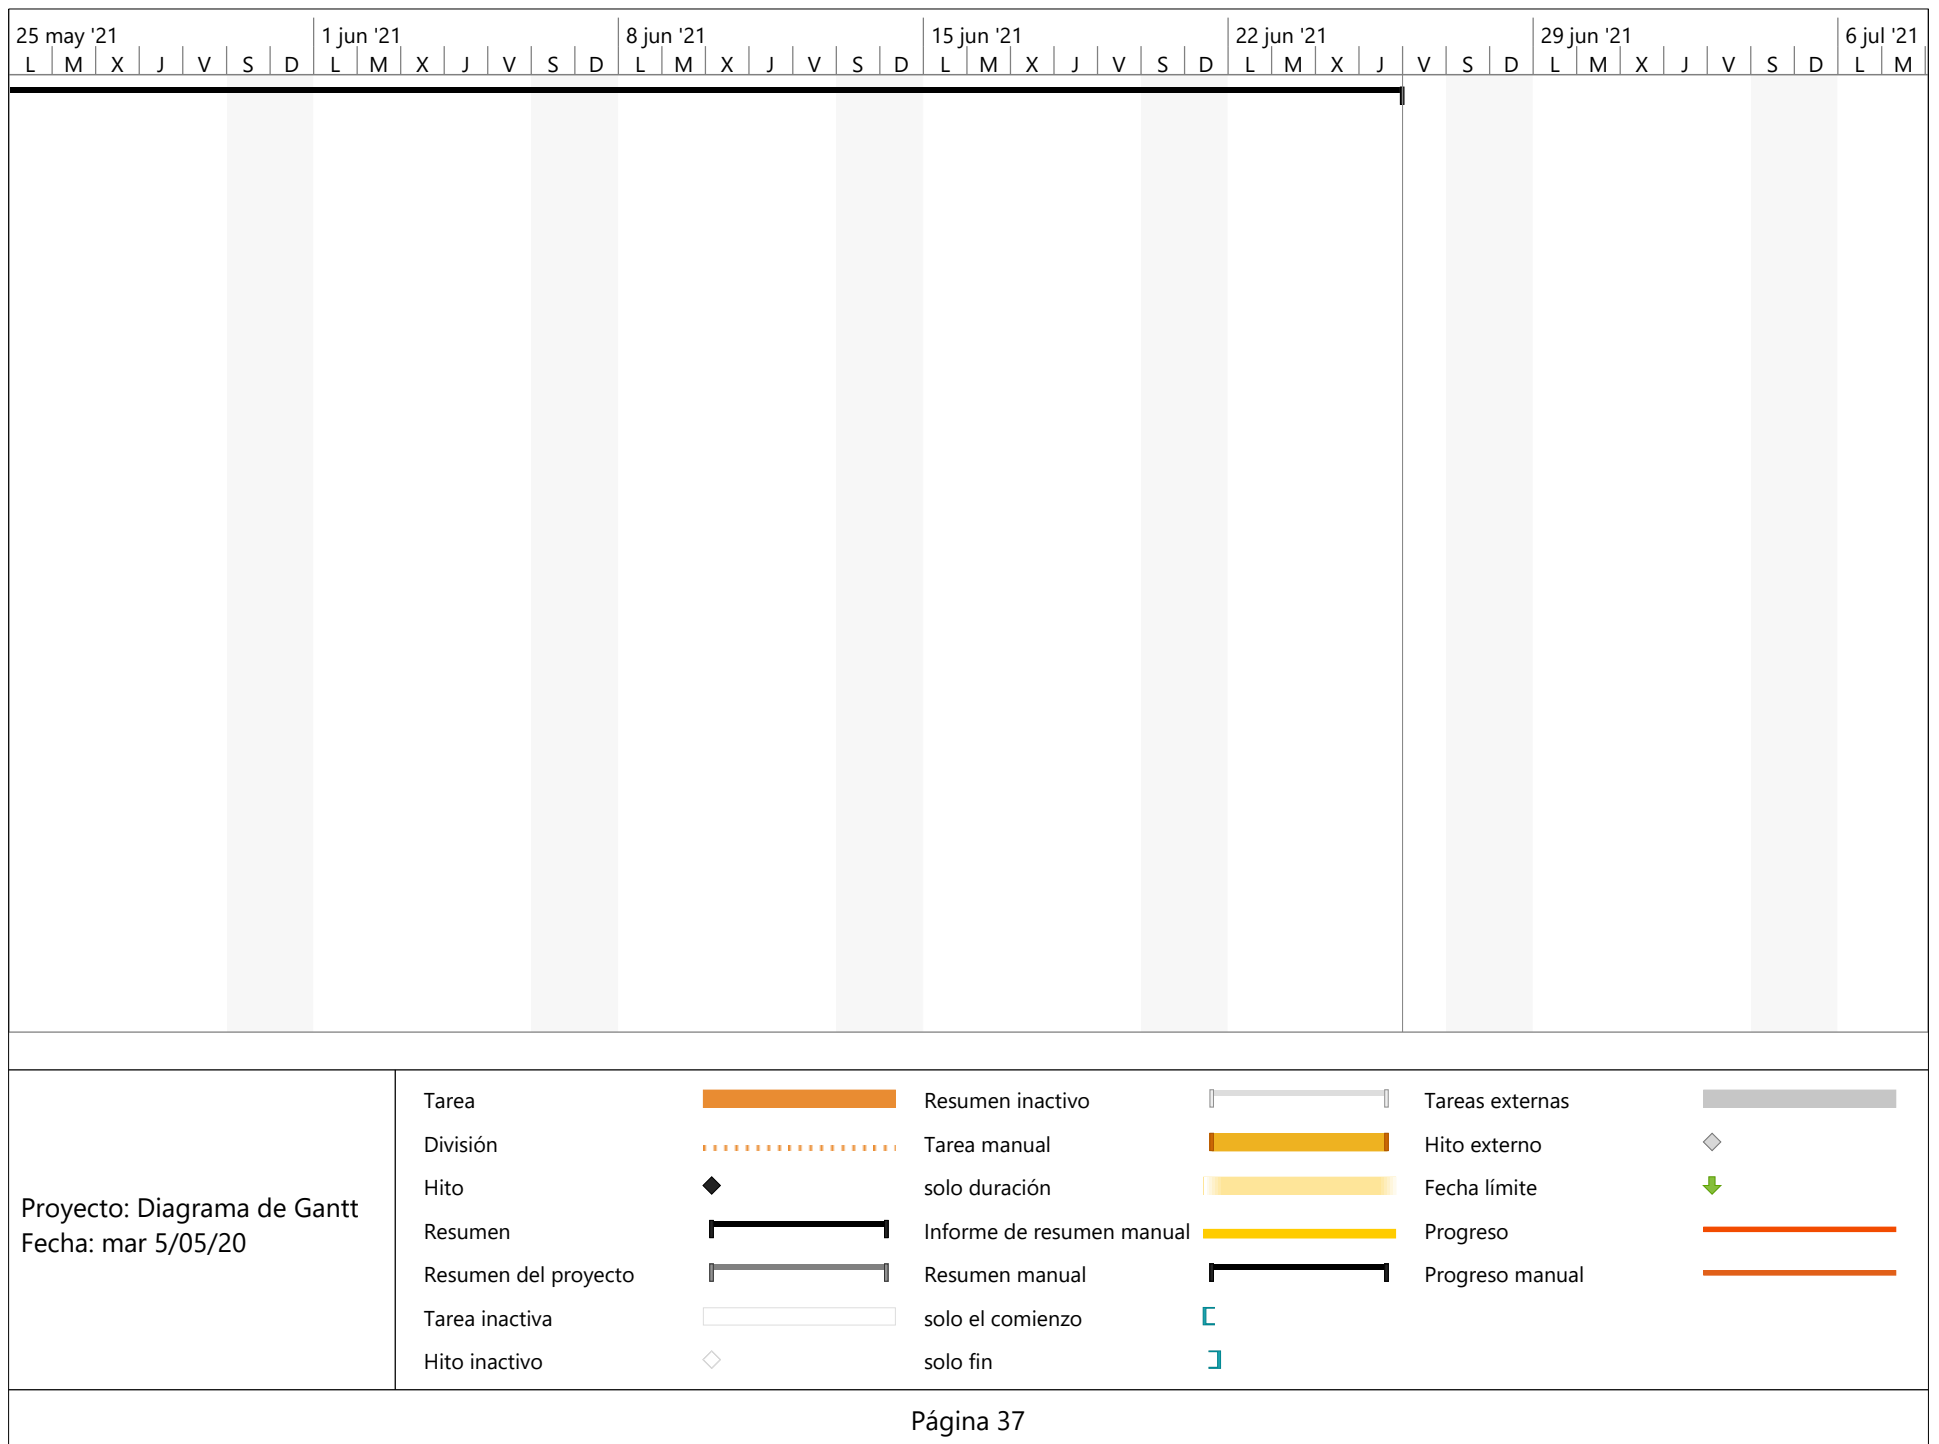 25 may '21 1 jun '21 8 jun '21 15 jun '21 22 jun '21 29 jun '21 6 jul '21
L M X J V S D L M X J V S D L M X J V S D L M X J V S D L M X J V S D L M X J V S D L M
Proyecto: Diagrama de Gantt
Fecha: mar 5/05/20
Tarea
División
Hito
Resumen
Resumen del proyecto
Tarea inactiva
Hito inactivo
Resumen inactivo
Tarea manual
solo duración
Informe de resumen manual
Resumen manual
solo el comienzo
solo fin
Tareas externas
Hito externo
Fecha límite
Progreso
Progreso manual
Página 37